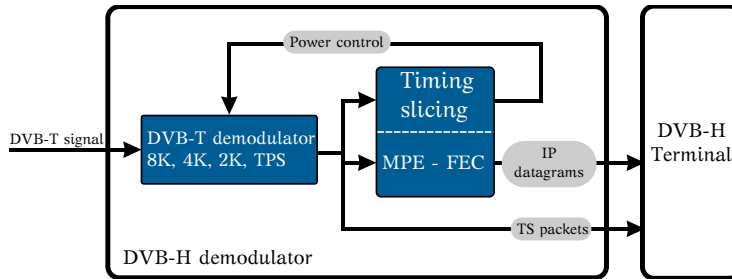 Power control
Timing
slicing
DVB-T signal
DVB-T demodulator
8K, 4K, 2K, TPS
MPE - FEC
IP
datagrams
TS packets
DVB-H demodulator
DVB-H
Terminal